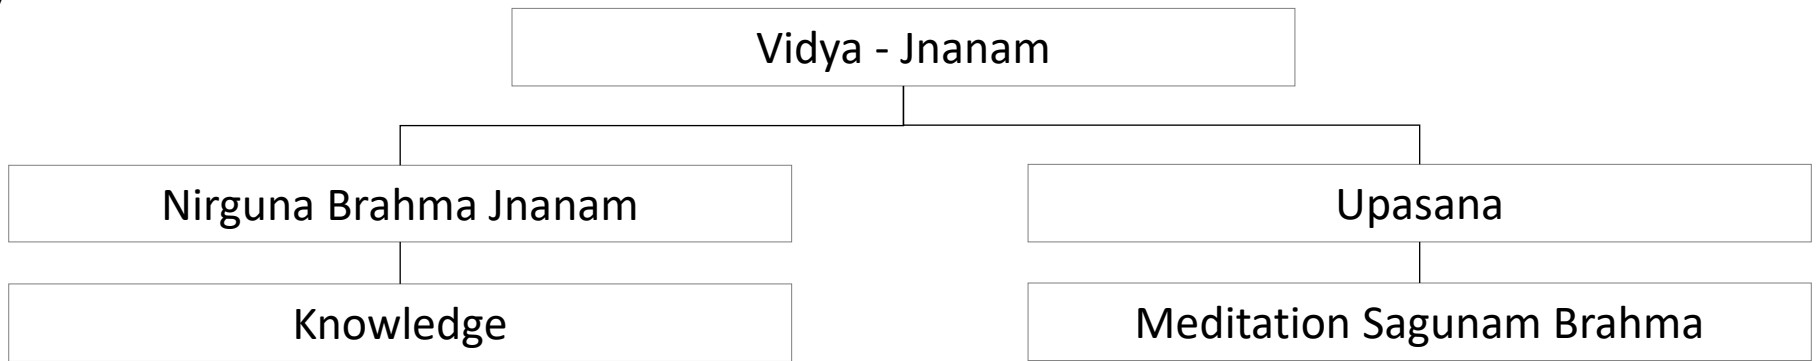 Vidya - Jnanam
Nirguna Brahma Jnanam
Upasana
Knowledge
Meditation Sagunam Brahma